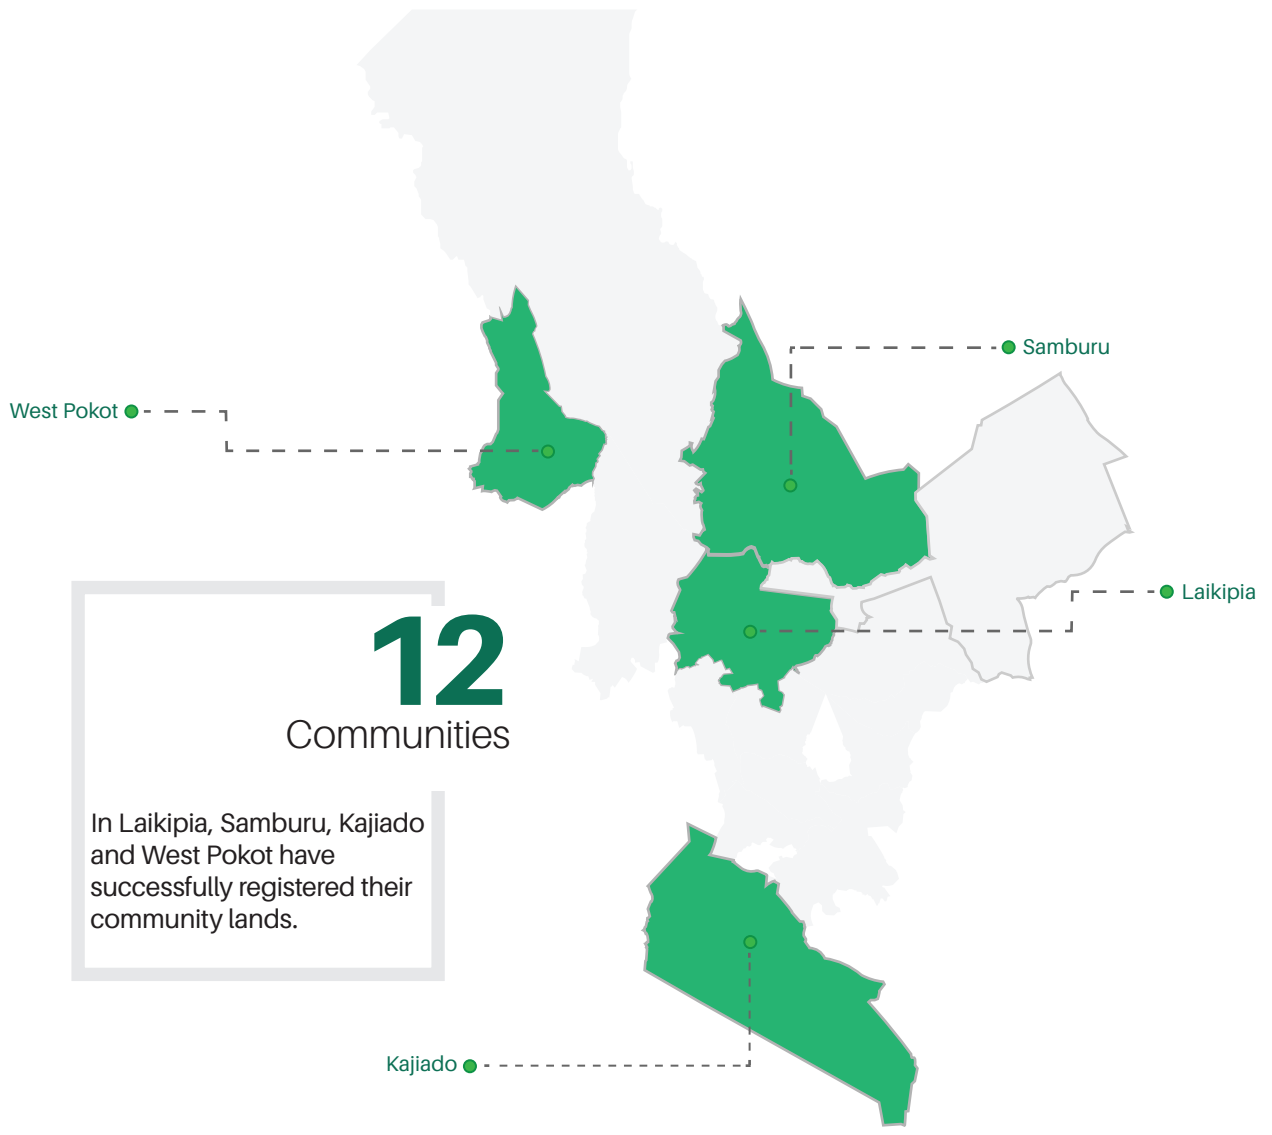 Samburu
West Pokot
Laikipia
12
Communities
In Laikipia, Samburu, Kajiado
and West Pokot have
successfully registered their
community lands.
Kajiado